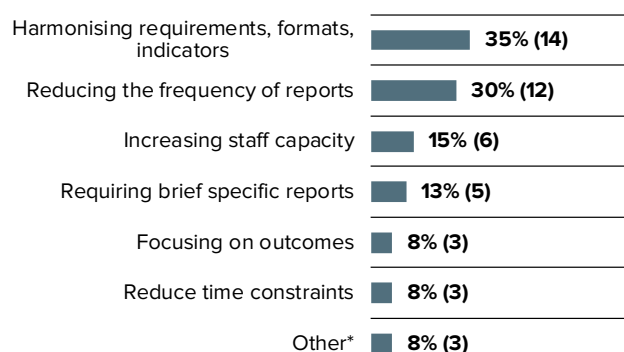 Harmonising requirements, formats,
indicators
35% (14)
Reducing the frequency of reports
30% (12)
Increasing staff capacity
15% (6)
Requiring brief specific reports
13% (5)
Focusing on outcomes
8% (3)
Reduce time constraints
8% (3)
Other*
8% (3)